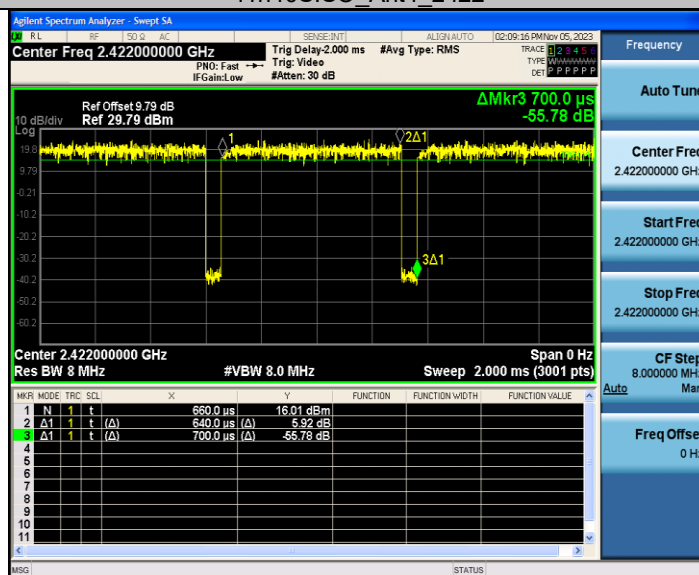 Agilent Spectrum Analyzer - Swept SA
RL RF 50 Ω AC SENSE:INT ALIGN AUTO 02:09:16 PM Nov 05, 2023
Center Freq 2.422000000 GHz
PNO: Fast
IFGain:Low
Trig Delay-2.000 ms
Trig: Video
#Atten: 30 dB
#Avg Type: RMS
TRACE 1 2 3 4 5 6
TYPE
DET P P P P P P
Frequency
Auto Tune
Center Freq
2.422000000 GHz
Start Freq
2.422000000 GHz
Stop Freq
2.422000000 GHz
CF Step
8.000000 MHz
Auto Man
Freq Offset
0 Hz
ΔMkr3 700.0 µs
-55.78 dB
Ref Offset 9.79 dB
10 dB/div Ref 29.79 dBm
Log
19.8
9.79
-0.21
-10.2
-20.2
-30.2
-40.2
-50.2
-60.2
1
2Δ1
3Δ1
Center 2.422000000 GHz Span 0 Hz
Res BW 8 MHz #VBW 8.0 MHz Sweep 2.000 ms (3001 pts)
MKR MODE TRC SCL X Y FUNCTION FUNCTION WIDTH FUNCTION VALUE
1 N 1 t 660.0 µs 16.01 dBm
2 Δ1 1 t (Δ) 640.0 µs (Δ) 5.92 dB
3 Δ1 1 t (Δ) 700.0 µs (Δ) -55.78 dB
4
5
6
7
8
9
10
11
MSG STATUS